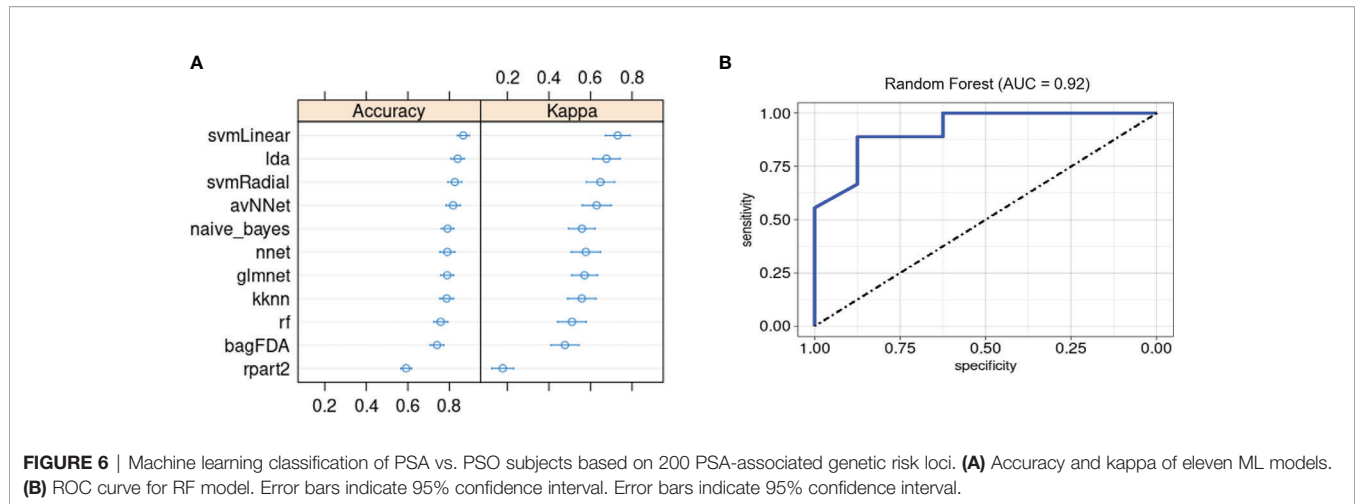 A
0.2 0.4 0.6 0.8
Accuracy Kappa
svmLinear
lda
svmRadial
avNNet
naive_bayes
nnet
glmnet
kknn
rf
bagFDA
rpart2
0.2 0.4 0.6 0.8
B
Random Forest (AUC = 0.92)
sensitivity
1.00
0.75
0.50
0.25
0.00
1.00 0.75 0.50 0.25 0.00
specificity
FIGURE 6 | Machine learning classification of PSA vs. PSO subjects based on 200 PSA-associated genetic risk loci. (A) Accuracy and kappa of eleven ML models.
(B) ROC curve for RF model. Error bars indicate 95% confidence interval. Error bars indicate 95% confidence interval.